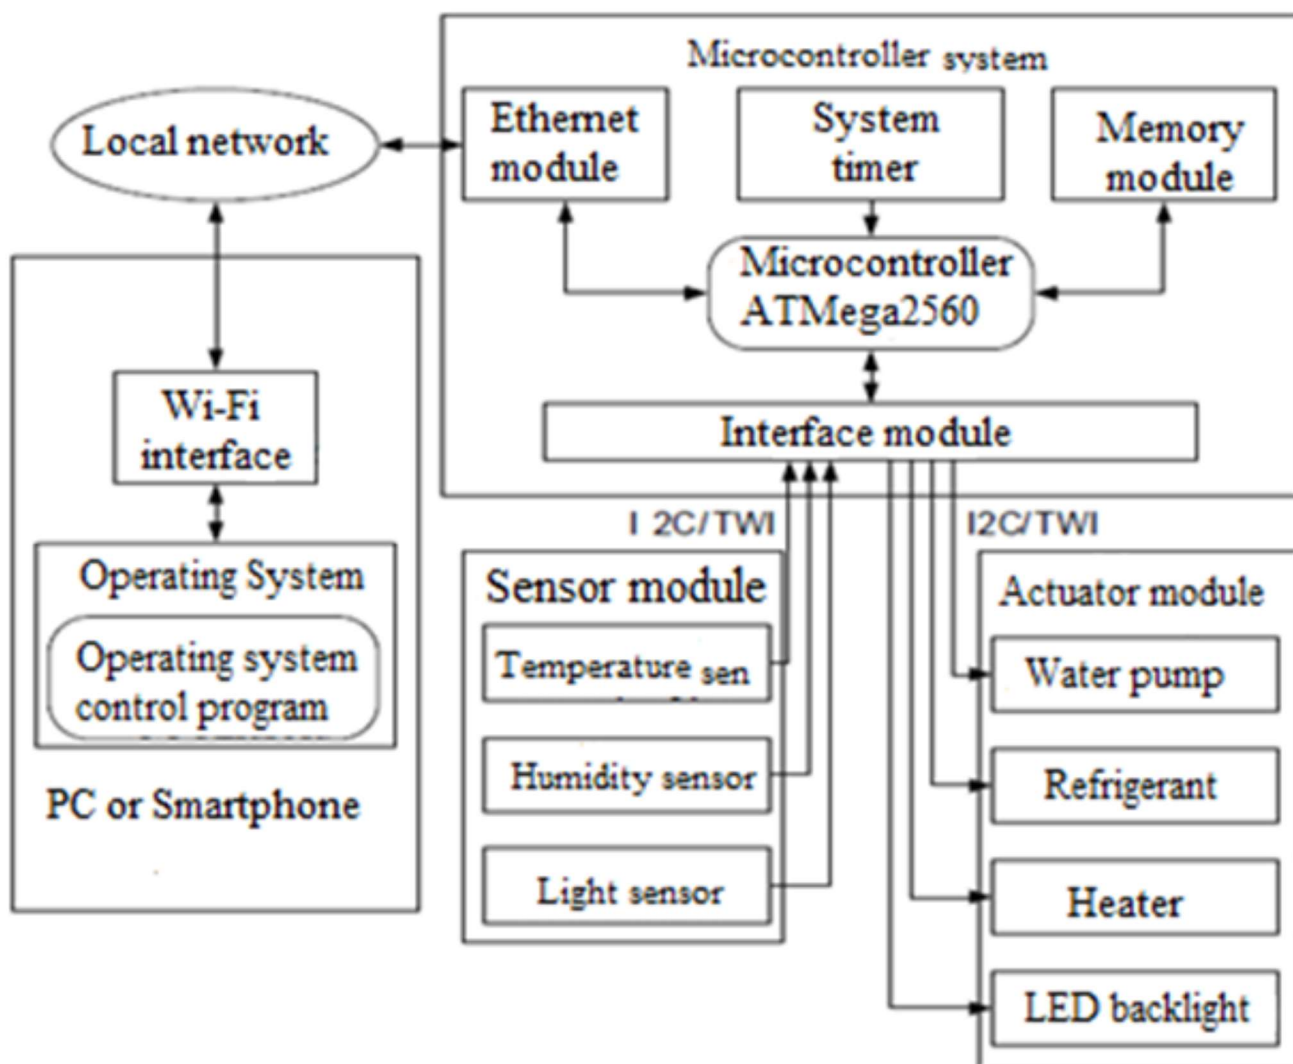 Microcontroller system
Local network
Ethernet
module
System
timer
Memory
module
Microcontroller
ATMega2560
Wi-Fi
interface
Interface module
I 2C/TWI
I2C/TWI
Operating System
Operating system
control program
PC or Smartphone
Sensor module
Temperature sen
Humidity sensor
Light sensor
Actuator module
Water pump
Refrigerant
Heater
LED backlight